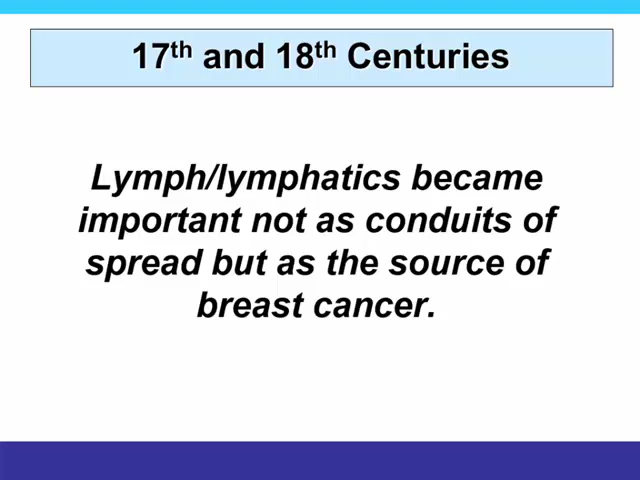 17th and 18th Centuries
Lymph/lymphatics became
important not as conduits of
spread but as the source of
breast cancer.